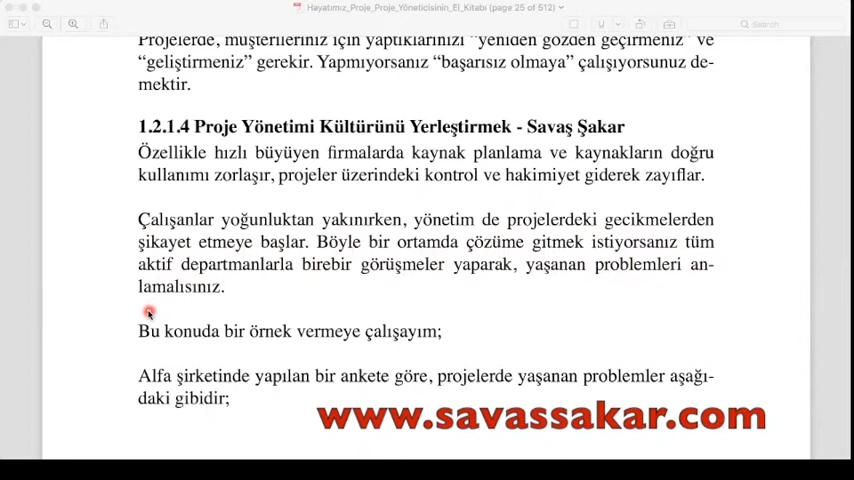 Hayatımız_Proje_Proje_Yöneticisinin_El_Kitabı (page 25 of 512)
Search
Projelerde, müşterileriniz için yaptıklarınızı “yeniden gözden geçirmeniz” ve
“geliştirmeniz” gerekir. Yapmıyorsanız “başarısız olmaya” çalışıyorsunuz de-
mektir.
1.2.1.4 Proje Yönetimi Kültürünü Yerleştirmek - Savaş Şakar
Özellikle hızlı büyüyen firmalarda kaynak planlama ve kaynakların doğru
kullanımı zorlaşır, projeler üzerindeki kontrol ve hakimiyet giderek zayıflar.
Çalışanlar yoğunluktan yakınırken, yönetim de projelerdeki gecikmelerden
şikayet etmeye başlar. Böyle bir ortamda çözüme gitmek istiyorsanız tüm
aktif departmanlarla birebir görüşmeler yaparak, yaşanan problemleri an-
lamalısınız.
Bu konuda bir örnek vermeye çalışayım;
Alfa şirketinde yapılan bir ankete göre, projelerde yaşanan problemler aşağı-
daki gibidir;
www.savassakar.com